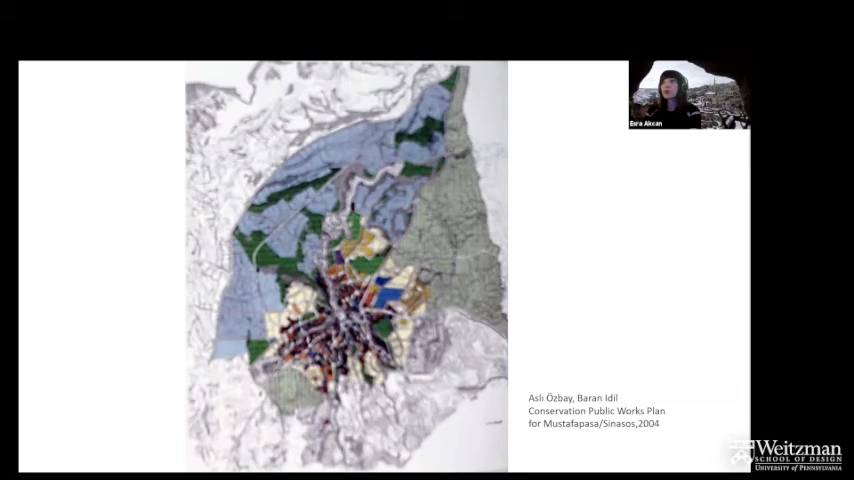 Esra Akcan
Aslı Özbay, Baran Idil
Conservation Public Works Plan
for Mustafapasa/Sinasos,2004
Weitzman
SCHOOL OF DESIGN
UNIVERSITY OF PENNSYLVANIA